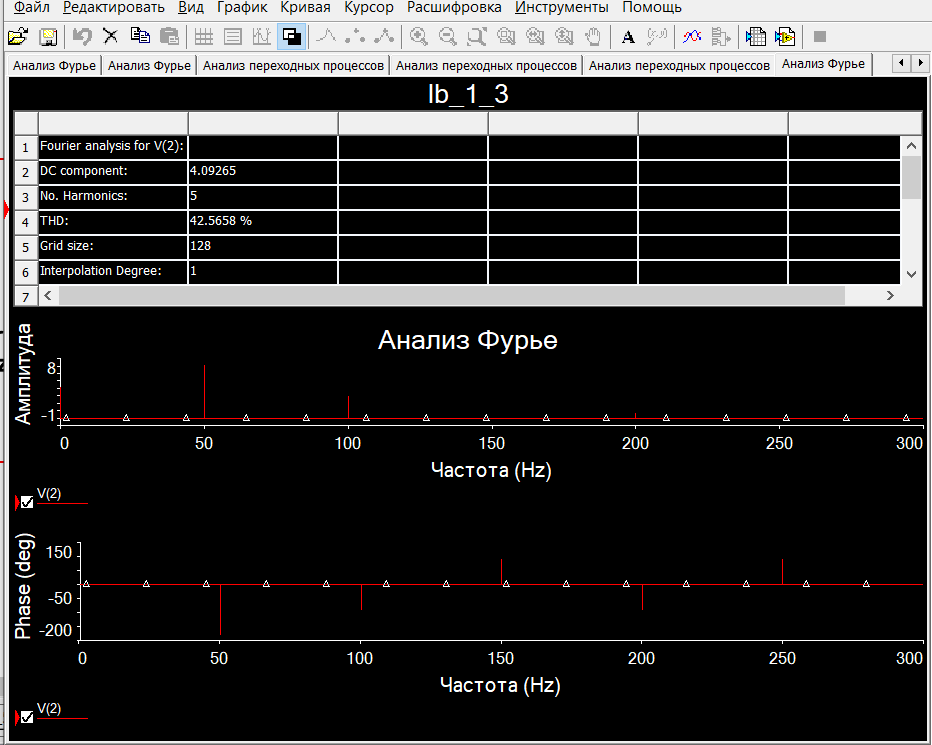 Файл Редактировать Вид График Кривая Курсор Расшифровка Инструменты Помощь
A
Анализ Фурье Анализ Фурье Анализ переходных процессов Анализ переходных процессов Анализ переходных процессов Анализ Фурье
lb_1_3
1 Fourier analysis for V(2):
2 DC component: 4.09265
3 No. Harmonics: 5
4 THD: 42.5658 %
5 Grid size: 128
6 Interpolation Degree: 1
7
Анализ Фурье
Амплитуда
8
-1
0 50 100 150 200 250 300
Частота (Hz)
V(2)
Phase (deg)
150
-50
-200
0 50 100 150 200 250 300
Частота (Hz)
V(2)